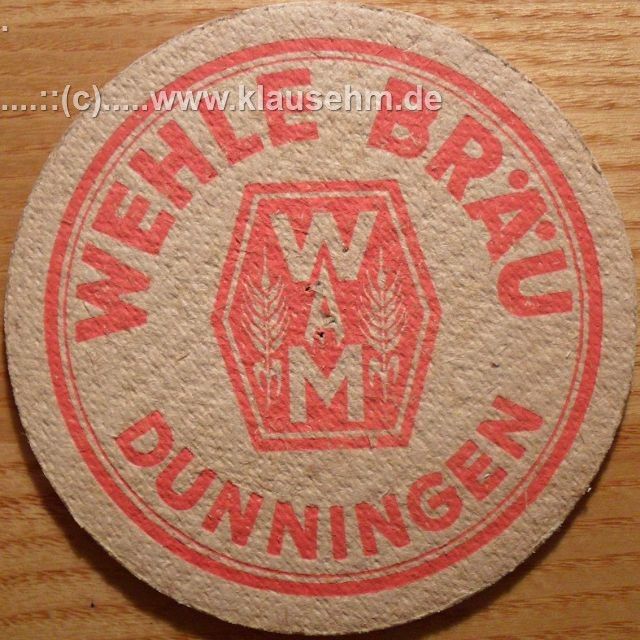 .....::(c).....www.klausehm.de
WEHLE BRÄU
W
A
M
DUNNINGEN